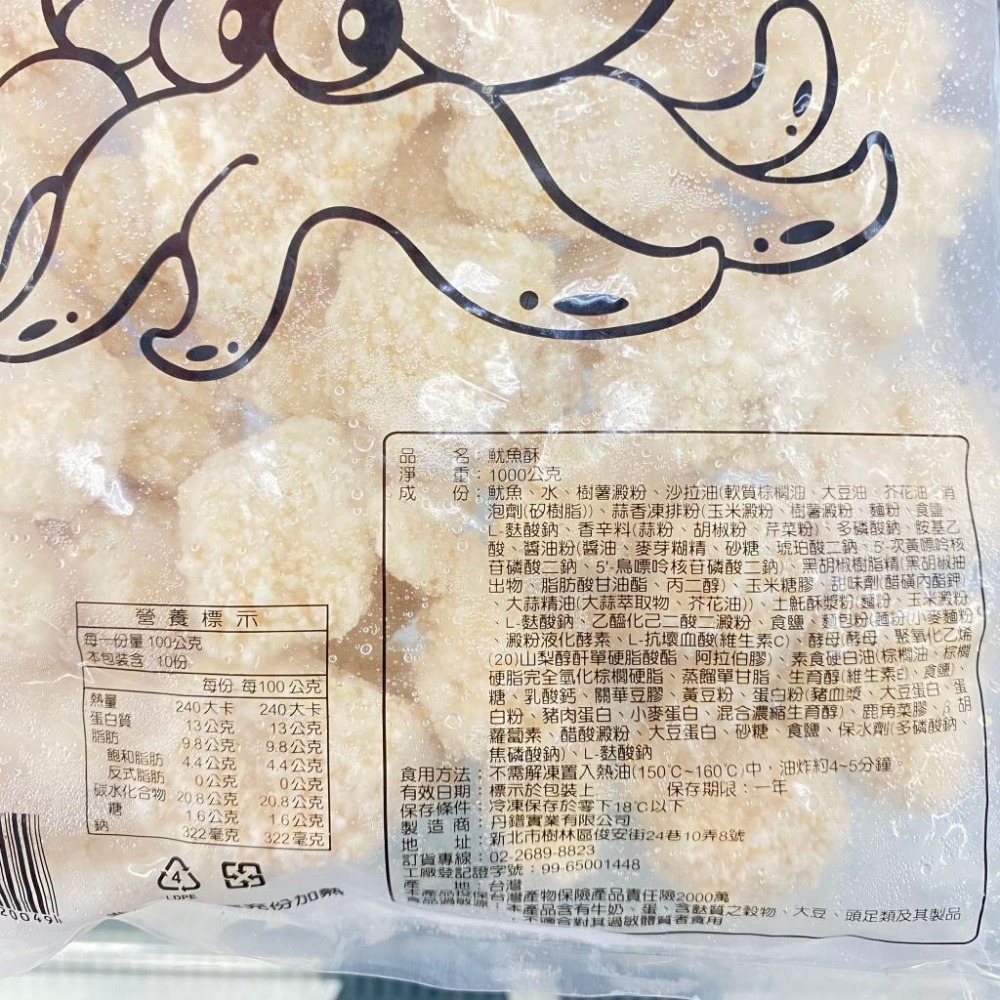 品名：魷魚酥
淨重：1000公克
成份：魷魚、水、樹薯澱粉、沙拉油(軟質棕櫚油、大豆油、芥花油、消
泡劑(矽樹脂))、蒜香凍排粉(玉米澱粉、樹薯澱粉、麵粉、食鹽、
L-麩酸鈉、香辛料(蒜粉、胡椒粉、芹菜粉)、多磷酸鈉、胺基乙
酸、醬油粉(醬油、麥芽糊精、砂糖、琥珀酸二鈉、5'-次黃嘌呤核
苷磷酸二鈉、5'-鳥嘌呤核苷磷酸二鈉)、黑胡椒樹脂精(黑胡椒抽
出物、脂肪酸甘油酯、丙二醇)、玉米糖膠、甜味劑(醋磺內酯鉀)
、大蒜精油(大蒜萃取物、芥花油))、土魠酥漿粉(麵粉、玉米澱粉
、L-麩酸鈉、乙醯化己二酸二澱粉、食鹽、麵包粉(麵粉(小麥麵粉
、澱粉液化酵素、L-抗壞血酸(維生素C)、酵母(酵母、聚氧化乙烯
(20)山梨醇酐單硬脂酸酯、阿拉伯膠)、素食硬白油(棕櫚油、棕櫚
硬脂完全氫化棕櫚硬脂、蒸餾單甘脂、生育醇(維生素E)、食鹽、
糖、乳酸鈣、關華豆膠、黃豆粉、蛋白粉(豬血漿、大豆蛋白、蛋
白粉、豬肉蛋白、小麥蛋白、混合濃縮生育醇)、鹿角菜膠、β-胡
蘿蔔素、醋酸澱粉、大豆蛋白、砂糖、食鹽、保水劑(多磷酸鈉、
焦磷酸鈉)、L-麩酸鈉
食用方法：不需解凍置入熱油(150℃~160℃)中，油炸約4~5分鐘。
有效日期：標示於包裝上 保存期限：一年
保存條件：冷凍保存於零下18℃以下
製造商：丹鐠實業有限公司
地址：新北市樹林區俊安街24巷10弄8號
訂貨專線：02-2689-8823
工廠登記證字號：99-65001448
產地：台灣
本產品投保台灣產物保險產品責任險2000萬
食品過敏源：本產品含有牛奶、蛋、含麩質之穀物、大豆、頭足類及其製品
不適合對其過敏體質者食用
營養標示
每一份量 100公克
本包裝含：10份
每份 每100公克
熱量 240大卡 240大卡
蛋白質 13公克 13公克
脂肪 9.8公克 9.8公克
飽和脂肪 4.4公克 4.4公克
反式脂肪 0公克 0公克
碳水化合物 20.8公克 20.8公克
糖 1.6公克 1.6公克
鈉 322毫克 322毫克
4
LDPE
20049
份加熱